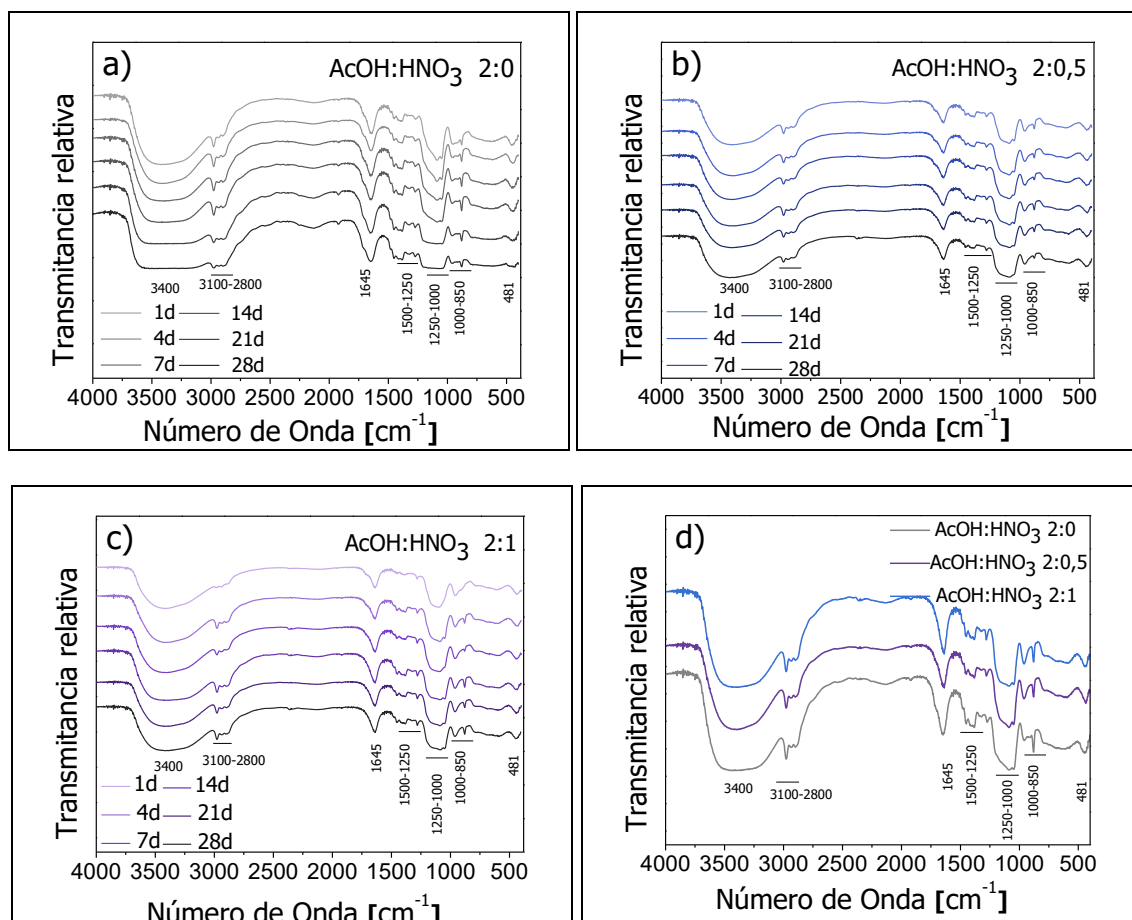 a)
AcOH:HNO3 2:0
Transmitancia relativa
3400
3100-2800
1645
1500-1250
1250-1000
1000-850
481
1d 14d
4d 21d
7d 28d
4000 3500 3000 2500 2000 1500 1000 500
Número de Onda [cm-1]
b)
AcOH:HNO3 2:0,5
Transmitancia relativa
3400
3100-2800
1645
1500-1250
1250-1000
1000-850
481
1d 14d
4d 21d
7d 28d
4000 3500 3000 2500 2000 1500 1000 500
Número de Onda [cm-1]
c)
AcOH:HNO3 2:1
Transmitancia relativa
3400
3100-2800
1645
1500-1250
1250-1000
1000-850
481
1d 14d
4d 21d
7d 28d
4000 3500 3000 2500 2000 1500 1000 500
Número de Onda [cm-1]
d)
AcOH:HNO3 2:0
AcOH:HNO3 2:0,5
AcOH:HNO3 2:1
Transmitancia relativa
3400
3100-2800
1645
1500-1250
1250-1000
1000-850
481
4000 3500 3000 2500 2000 1500 1000 500
Número de Onda [cm-1]